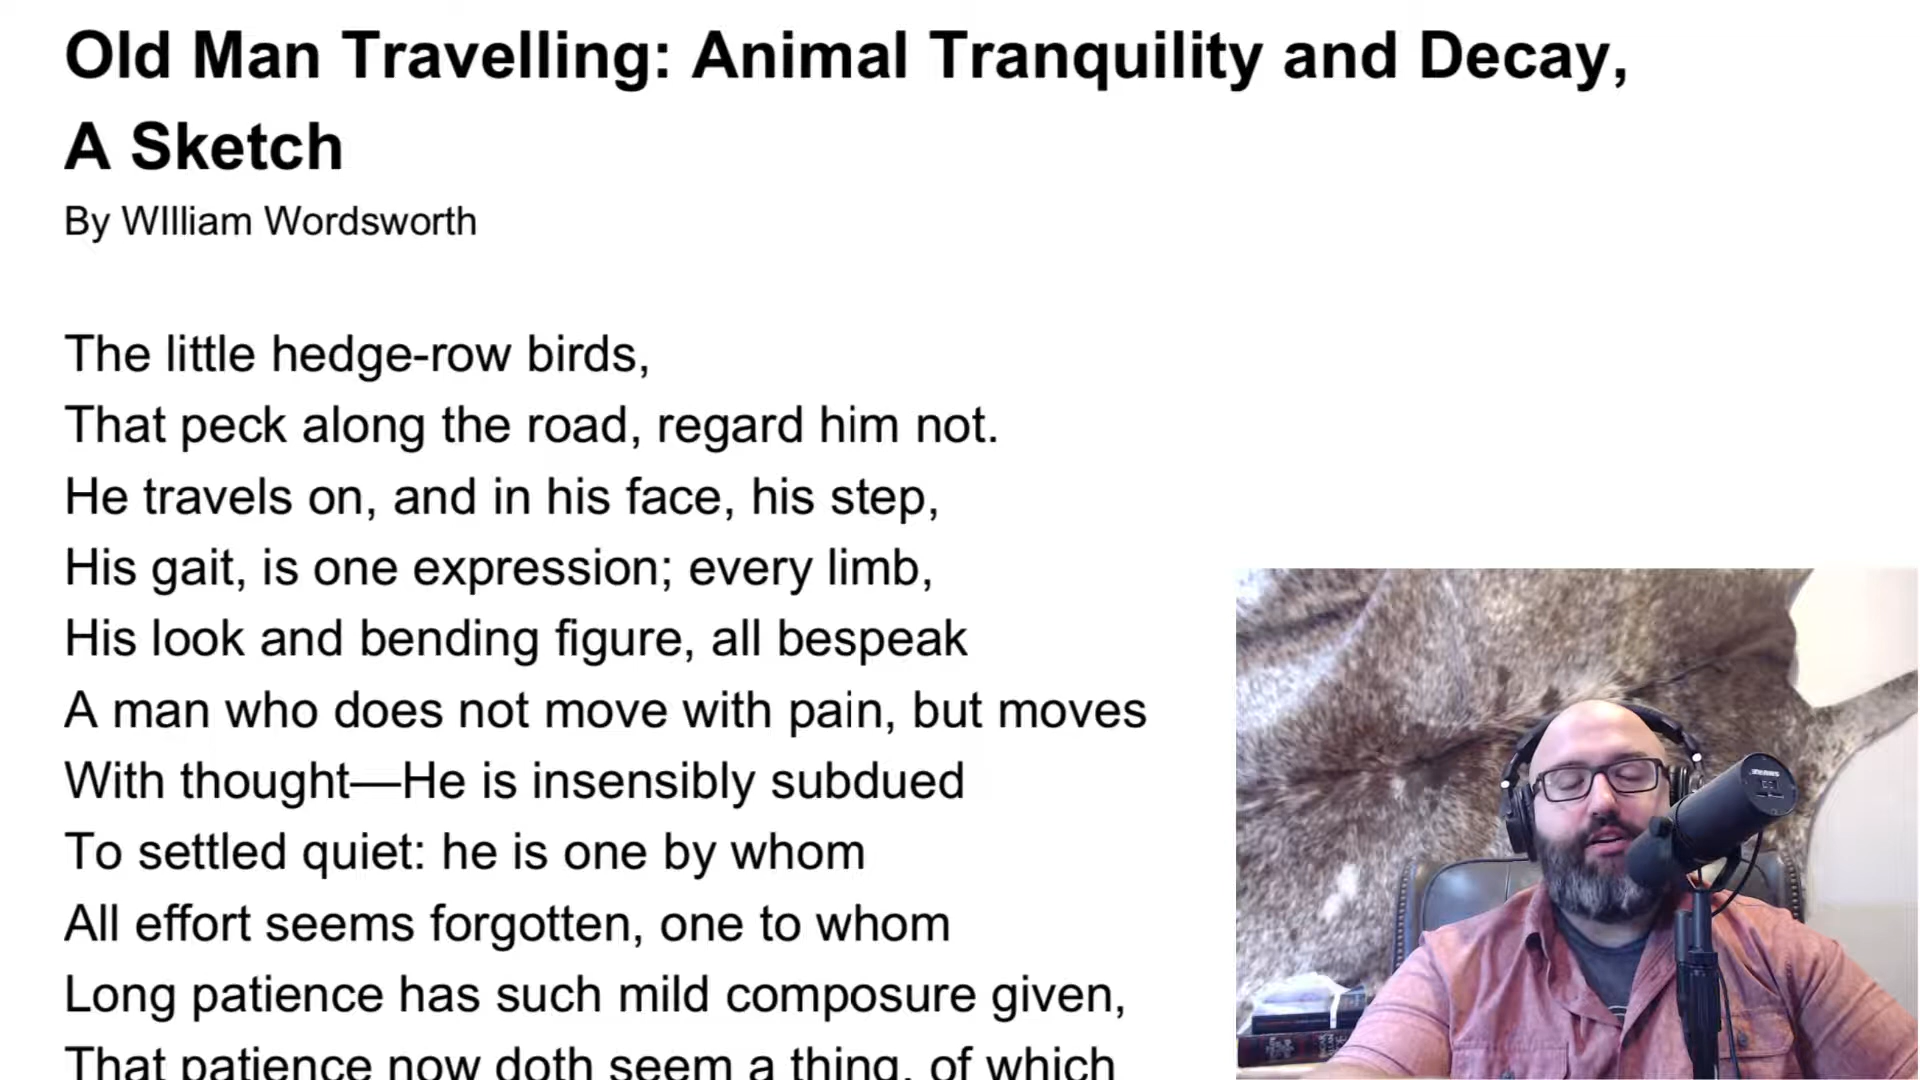 Old Man Travelling: Animal Tranquility and Decay,
A Sketch
By WIlliam Wordsworth
The little hedge-row birds,
That peck along the road, regard him not.
He travels on, and in his face, his step,
His gait, is one expression; every limb,
His look and bending figure, all bespeak
A man who does not move with pain, but moves
With thought—He is insensibly subdued
To settled quiet: he is one by whom
All effort seems forgotten, one to whom
Long patience has such mild composure given,
That patience now doth seem a thing, of which